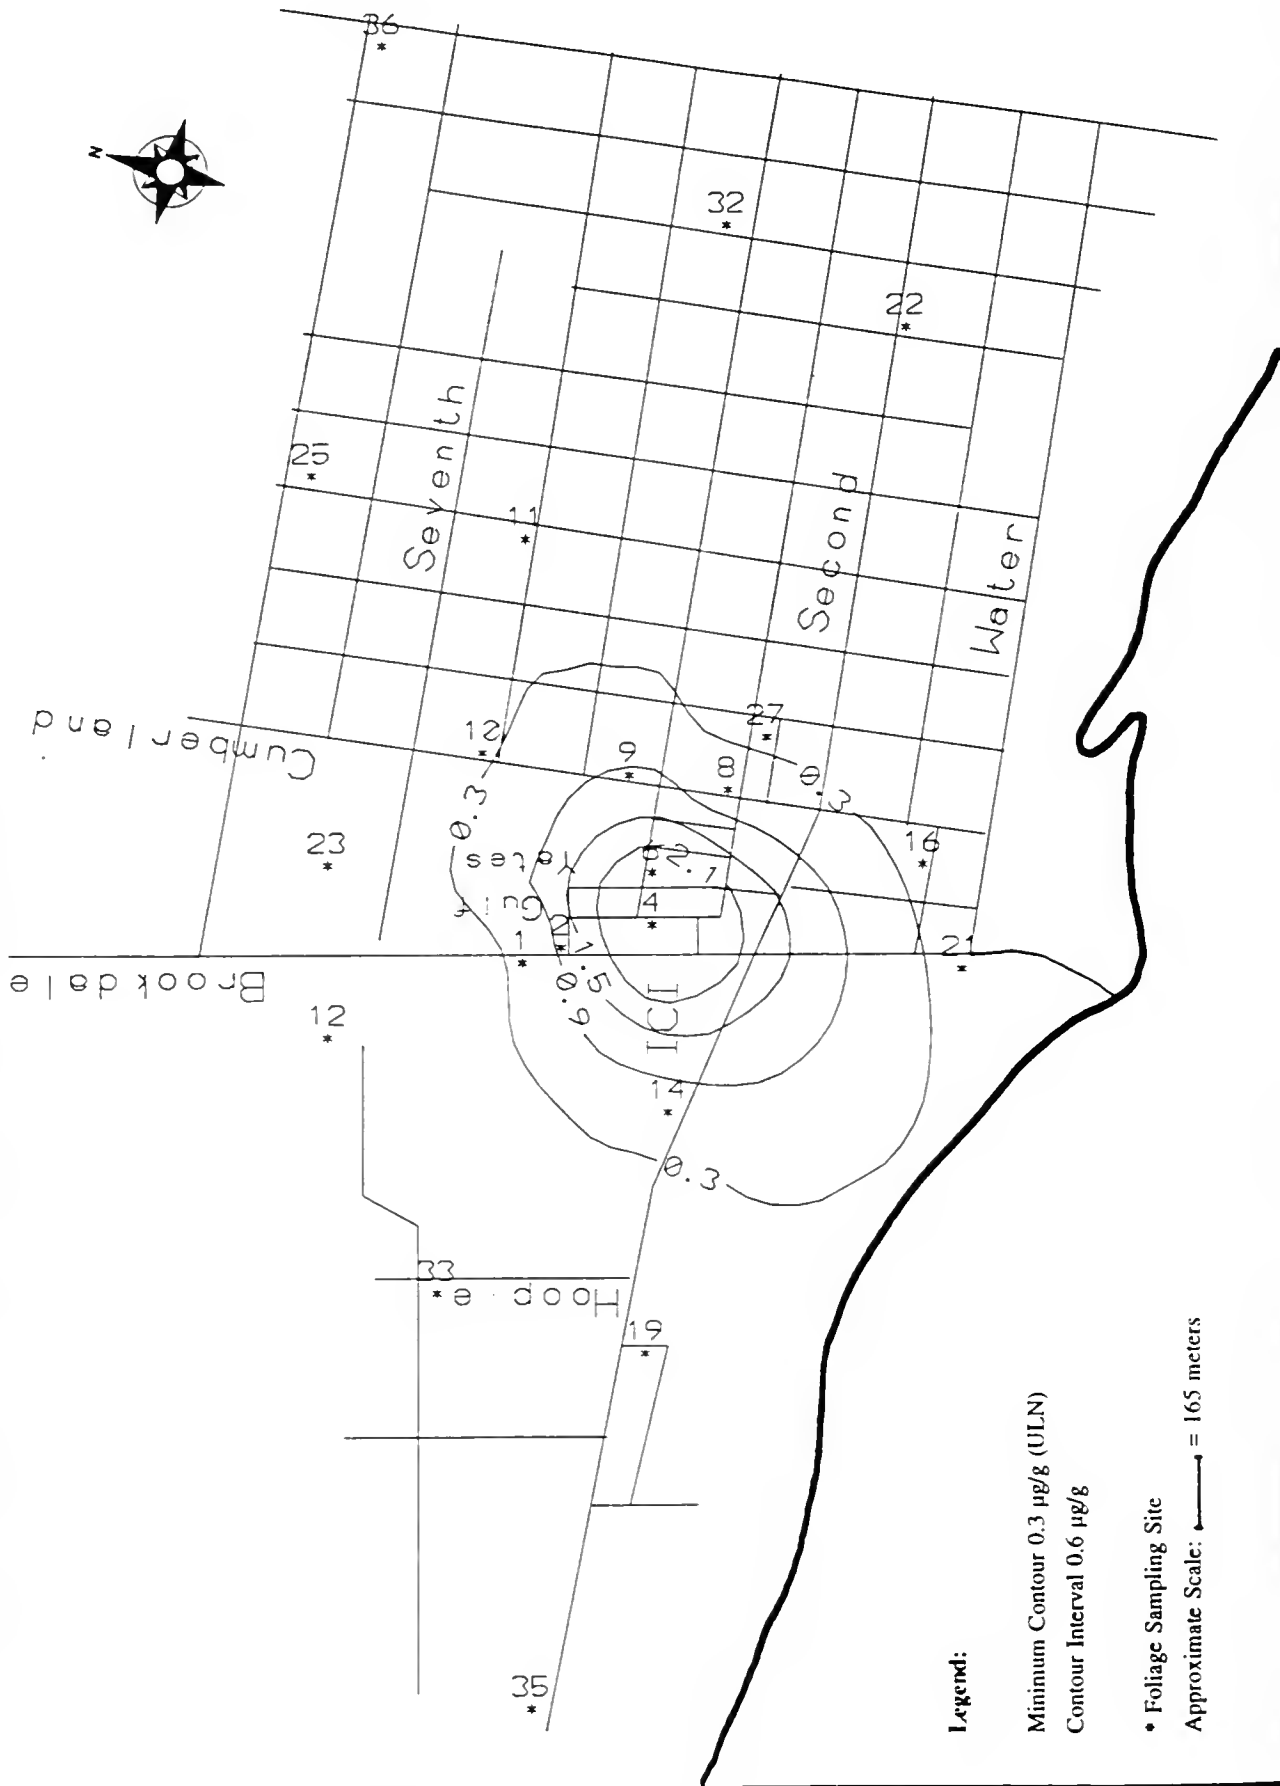 36
N
32
22
25
Seventh
11
Second
Water
Cumberland
12
27
9
8
0.3
0.3
23
Yates
16
6
2.1
Gulf
4
1
2
1.5
0.9
21
Brookdale
ICI
12
14
0.3
33
Hoope
19
35
Legend:
Mininum Contour 0.3 µg/g (ULN)
Contour Interval 0.6 µg/g
* Foliage Sampling Site
Approximate Scale: = 165 meters